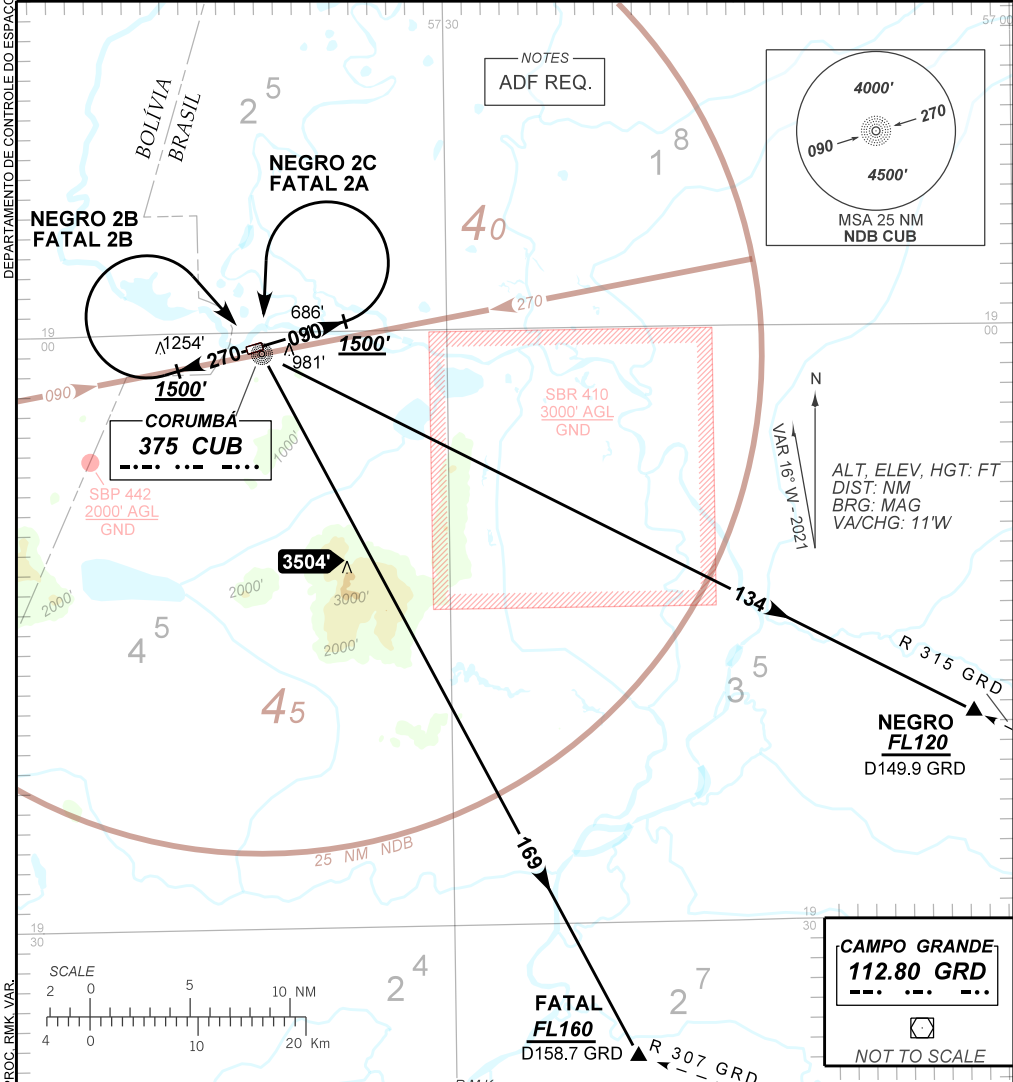 DEPARTAMENTO DE CONTROLE DO ESPAÇO
57 30
57 00
NOTES
ADF REQ.
4000'
270
090
4500'
MSA 25 NM
NDB CUB
BOLÍVIA
BRASIL
2 5
1 8
NEGRO 2C
FATAL 2A
NEGRO 2B
FATAL 2B
40
270
19
00
19
00
686'
090
1254'
270
1500'
981'
1500'
090
CORUMBÁ
375 CUB
1000'
SBR 410
3000' AGL
GND
N
VAR 16° W - 2021
ALT, ELEV, HGT: FT
DIST: NM
BRG: MAG
VA/CHG: 11'W
SBP 442
2000' AGL
GND
3504'
2000'
2000'
3000'
2000'
134
4 5
3 5
R 315 GRD
45
NEGRO
FL120
D149.9 GRD
25 NM NDB
169
19
30
19
30
CAMPO GRANDE
112.80 GRD
NOT TO SCALE
SCALE
2 0 5 10 NM
4 0 10 20 Km
2 4
2 7
FATAL
FL160
D158.7 GRD
R 307 GRD
PROC. RMK. VAR.